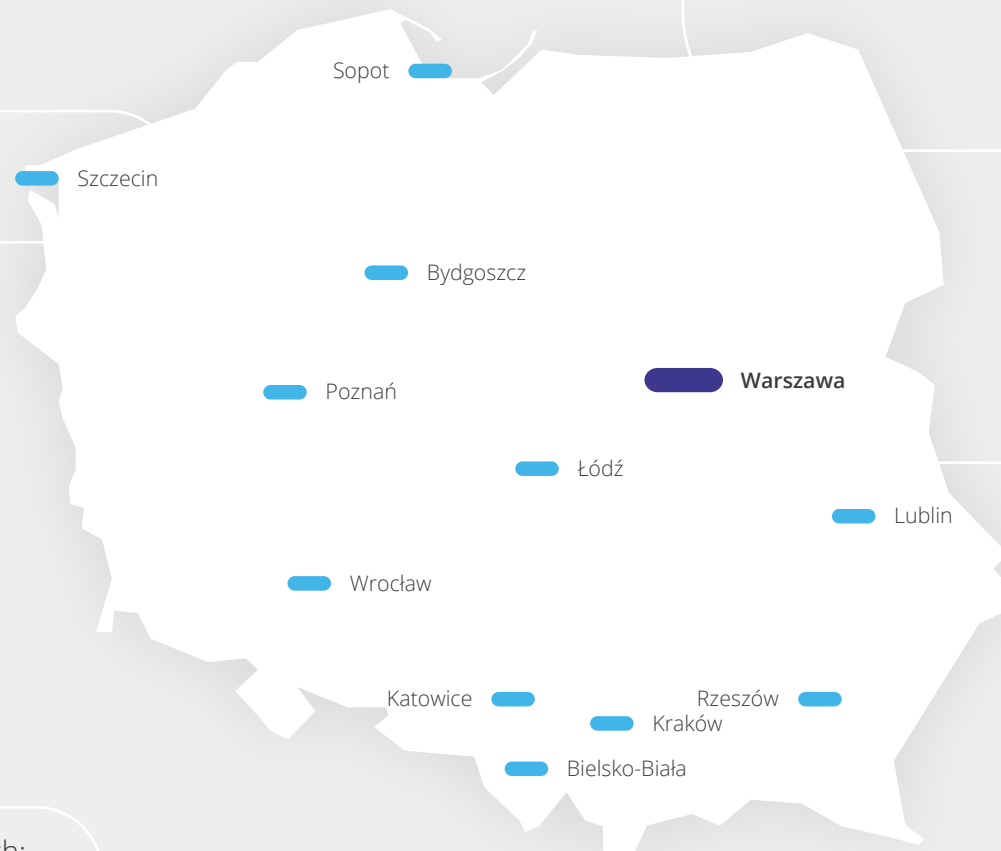 Sopot
Szczecin
Bydgoszcz
Warszawa
Poznań
Łódź
Lublin
Wrocław
Katowice
Rzeszów
Kraków
Bielsko-Biała